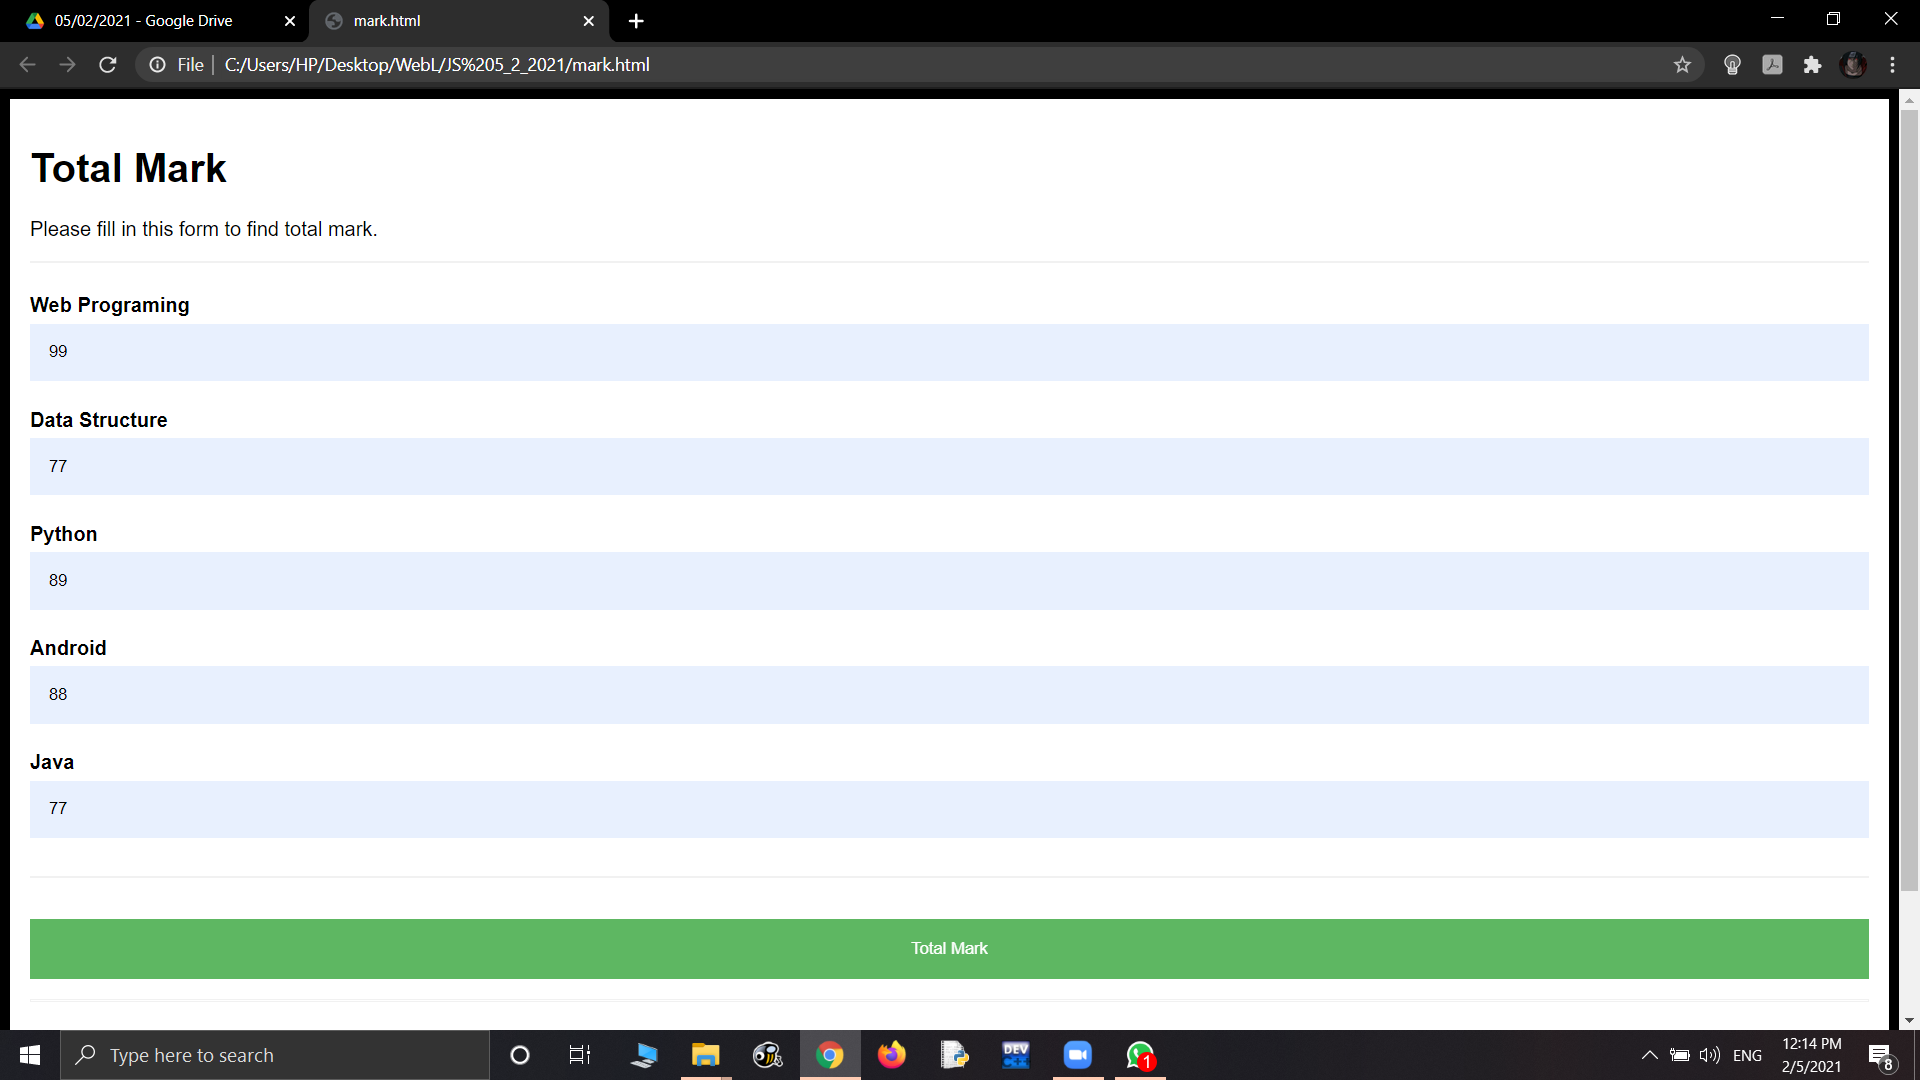 05/02/2021 - Google Drive
mark.html
File
C:/Users/HP/Desktop/WebL/JS%205_2_2021/mark.html
Total Mark
Please fill in this form to find total mark.
Web Programing
99
Data Structure
77
Python
89
Android
88
Java
77
Total Mark
Type here to search
DEV
C++
1
ENG
12:14 PM
2/5/2021
8